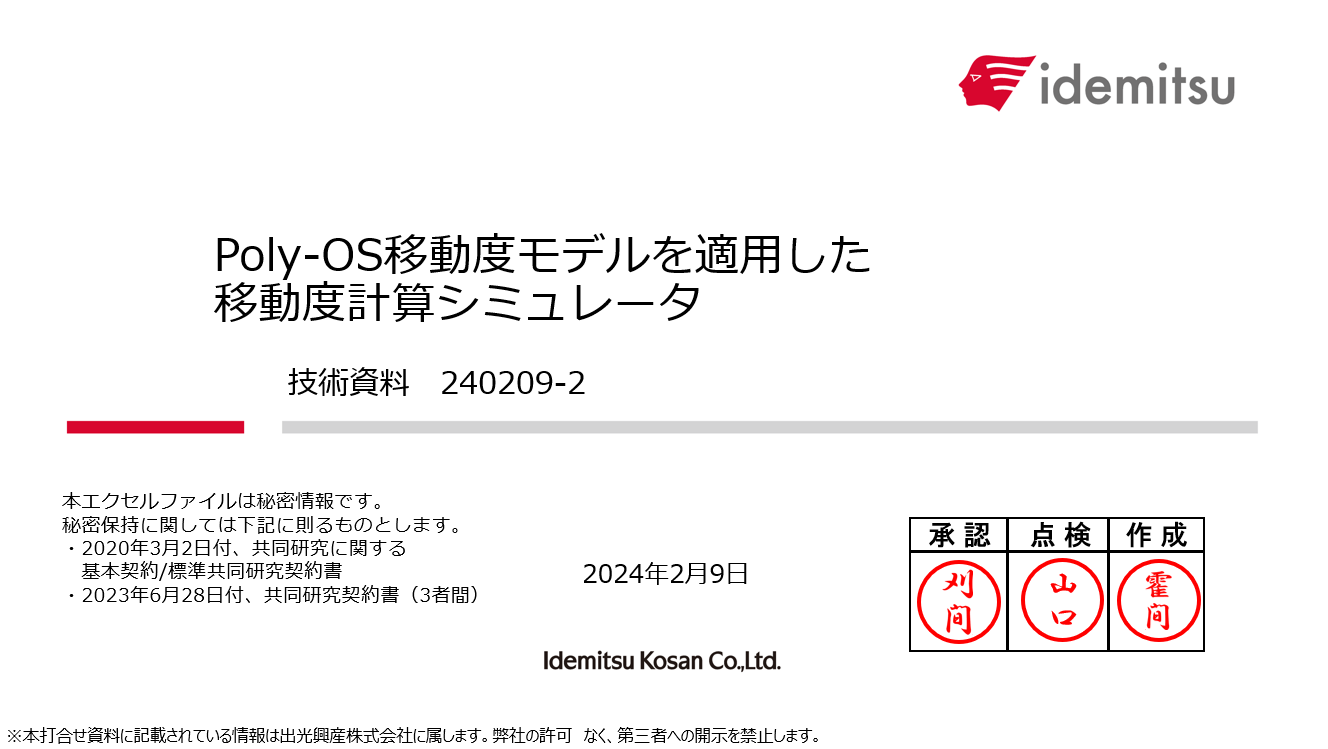 idemitsu
Poly-OS移動度モデルを適用した
移動度計算シミュレータ
技術資料　240209-2
本エクセルファイルは秘密情報です。
秘密保持に関しては下記に則るものとします。
・2020年3月2日付、共同研究に関する
基本契約/標準共同研究契約書
・2023年6月28日付、共同研究契約書（3者間）
2024年2月9日
承 認 点 検 作 成
刈間 山口 霍间
Idemitsu Kosan Co.,Ltd.
※本打合せ資料に記載されている情報は出光興産株式会社に属します。弊社の許可　なく、第三者への開示を禁止します。